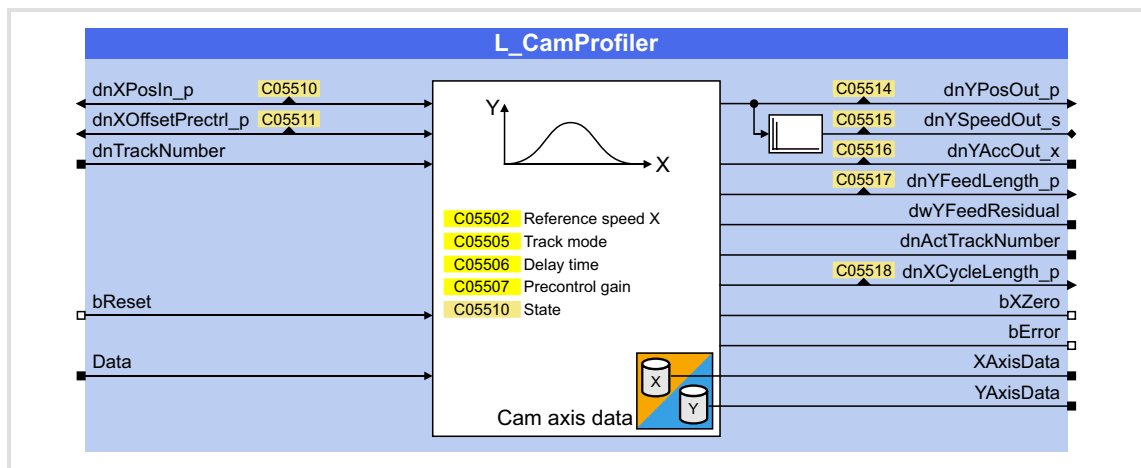 L_CamProfiler
dnXPosIn_p C05510
dnXOffsetPrectrl_p C05511
dnTrackNumber
bReset
Data
Y
X
C05502 Reference speed X
C05505 Track mode
C05506 Delay time
C05507 Precontrol gain
C05510 State
X
Y
Cam axis data
C05514 dnYPosOut_p
C05515 dnYSpeedOut_s
C05516 dnYAccOut_x
C05517 dnYFeedLength_p
dwYFeedResidual
dnActTrackNumber
C05518 dnXCycleLength_p
bXZero
bError
XAxisData
YAxisData